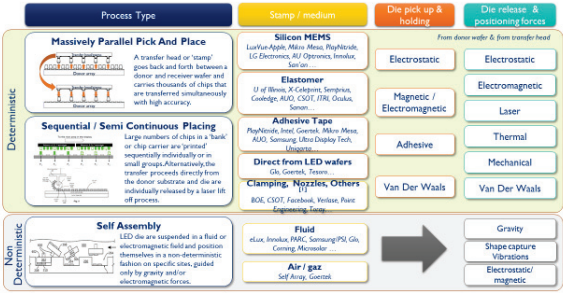 Process Type
Stamp / medium
Die pick up &
holding
Die release &
positioning forces
Deterministic
Massively Parallel Pick And Place
A transfer head or 'stamp'
goes back and forth between a
donor and receiver wafer and
carries thousands of chips that
are transferred simultaneously
with high accuracy.
Donor array
Donor array
Sequential / Semi Continuous Placing
Large numbers of chips in a 'bank'
or chip carrier are 'printed'
sequentially individually or in
small groups. Alternatively, the
transfer proceeds directly from
the donor substrate and die are
individually released by a laser lift
off process.
Silicon MEMS
LuxVue-Apple, Mikro Mesa, PlayNitride,
LG Electronics, AU Optronics, Innolux,
San'an...
Elastomer
U of Illinois, X-Celeprint, Semprius,
Cooledge, AUO, CSOT, ITRI, Oculus,
Sanan...
Adhesive Tape
PlayNitride, Intel, Goertek, Mikro Mesa,
AUO, Samsung, Ultra Display Tech,
Uniqarta...
Direct from LED wafers
Glo, Goertek, Tesoro...
Clamping, Nozzles, Others
BOE, CSOT, Facebook, Verlase, Point
Engineering, Toray
From donor wafer & from transfer head
Electrostatic
Magnetic /
Electromagnetic
Adhesive
Van Der Waals
Electrostatic
Electromagnetic
Laser
Thermal
Mechanical
Van Der Waals
Non
Deterministic
Self Assembly
LED die are suspended in a fluid or
electromagnetic field and position
themselves in a non-deterministic
fashion on specific sites, guided
only by gravity and/or
electromagnetic forces.
Fluid
eLux, Innolux, PARC, Samsung/PSI, Glo,
Corning, Microsolar ...
Air / gaz
Self Array, Goertek
Gravity
Shape capture
Vibrations
Electrostatic/
magnetic